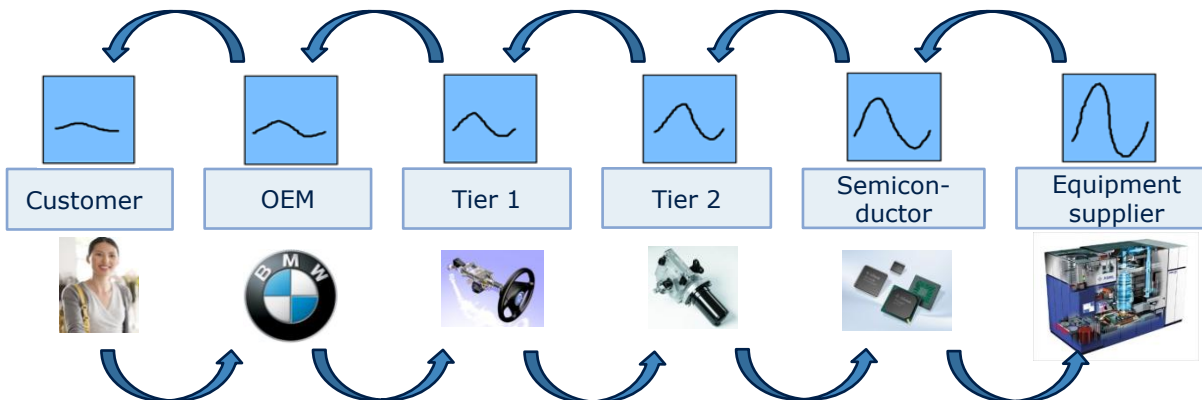 Customer
OEM
Tier 1
Tier 2
Semicon-
ductor
Equipment
supplier
BMW